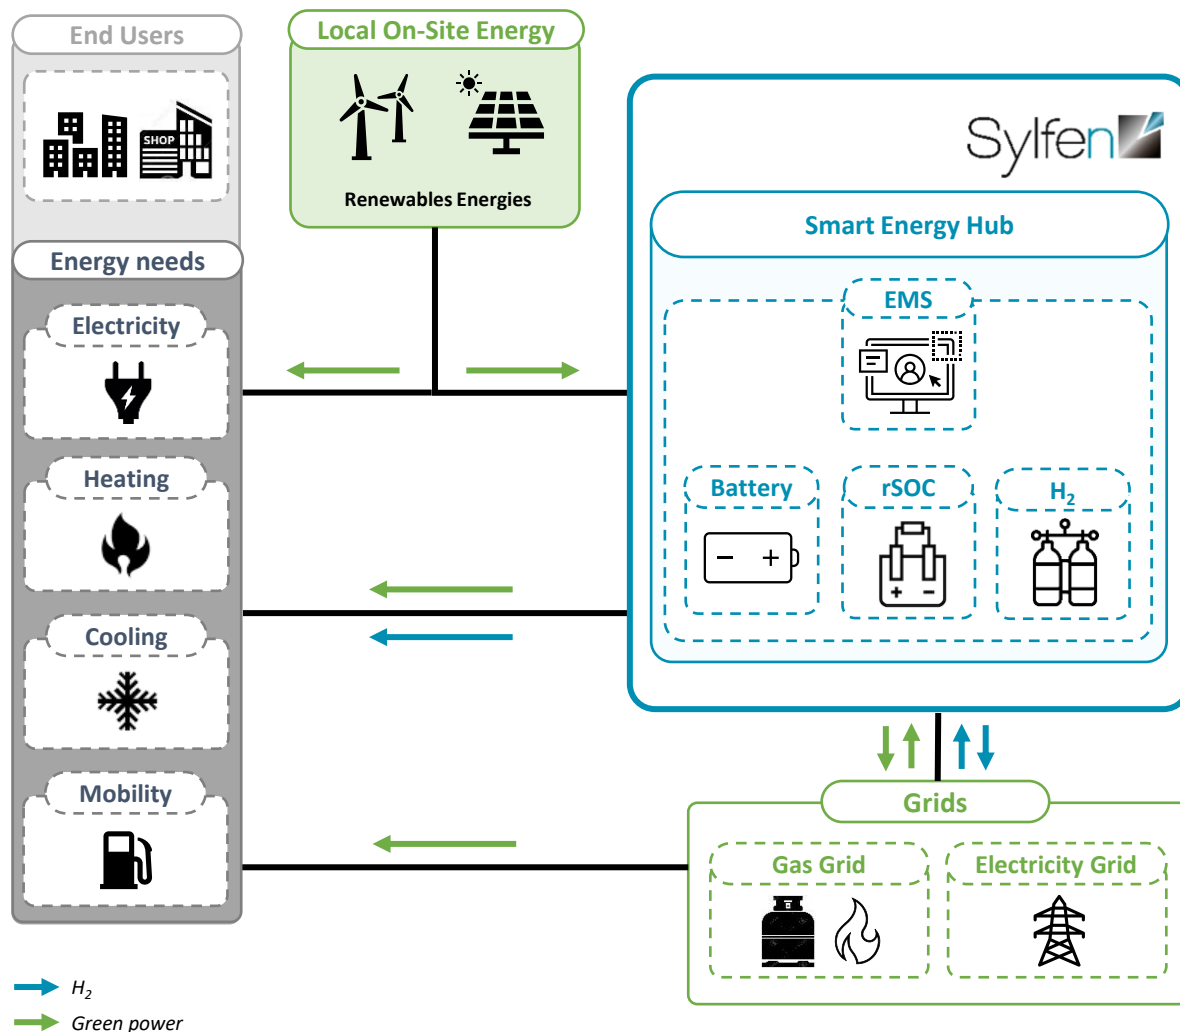 End Users
SHOP
Energy needs
Electricity
Heating
Cooling
Mobility
Local On-Site Energy
Renewables Energies
Sylfen
Smart Energy Hub
EMS
Battery
rSOC
H₂
Grids
Gas Grid
Electricity Grid
H₂
Green power